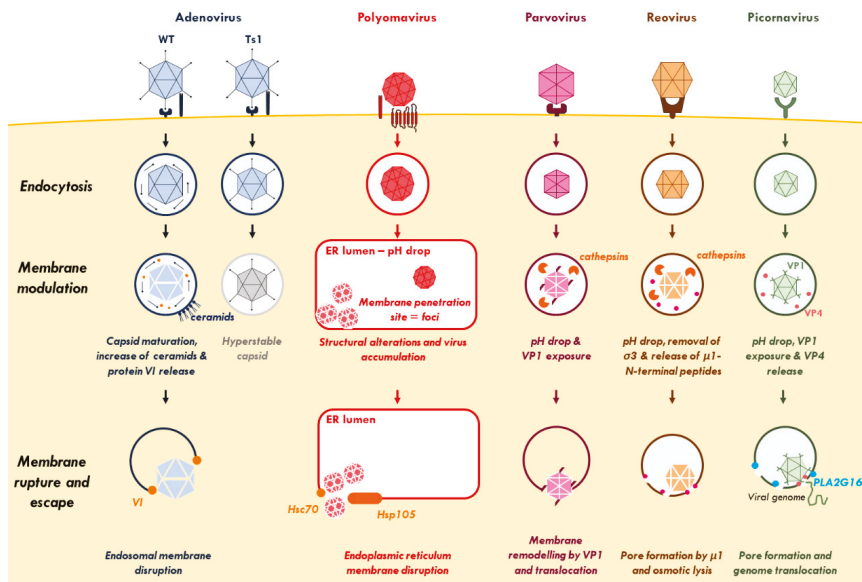 Adenovirus
Polyomavirus
Parvovirus
Reovirus
Picornavirus
WT
Ts1
Endocytosis
Membrane
modulation
ceramids
ER lumen – pH drop
Membrane penetration
site = foci
cathepsins
cathepsins
VP1
VP4
Capsid maturation,
increase of ceramids &
protein VI release
Hyperstable
capsid
Structural alterations and virus
accumulation
pH drop &
VP1 exposure
pH drop, removal of
σ3 & release of μ1-
N-terminal peptides
pH drop, VP1
exposure & VP4
release
Membrane
rupture and
escape
VI
ER lumen
Hsc70
Hsp105
PLA2G16
Viral genome
Endosomal membrane
disruption
Endoplasmic reticulum
membrane disruption
Membrane
remodelling by VP1
and translocation
Pore formation by μ1
and osmotic lysis
Pore formation and
genome translocation